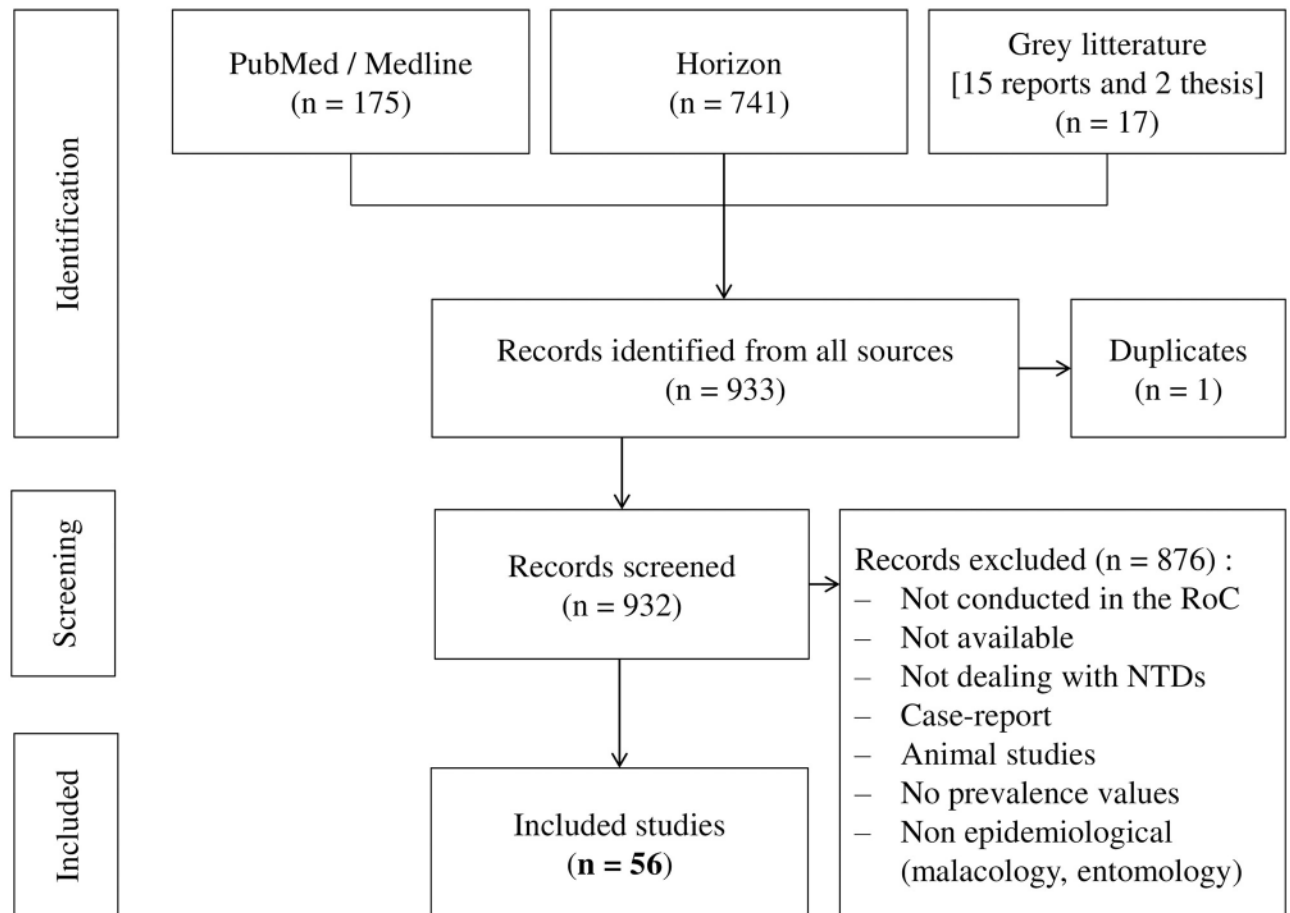 Identification
PubMed / Medline
(n = 175)
Horizon
(n = 741)
Grey litterature
[15 reports and 2 thesis]
(n = 17)
Records identified from all sources
(n = 933)
Duplicates
(n = 1)
Screening
Records screened
(n = 932)
Records excluded (n = 876) :
– Not conducted in the RoC
– Not available
– Not dealing with NTDs
– Case-report
– Animal studies
– No prevalence values
– Non epidemiological
(malacology, entomology)
Included
Included studies
(n = 56)